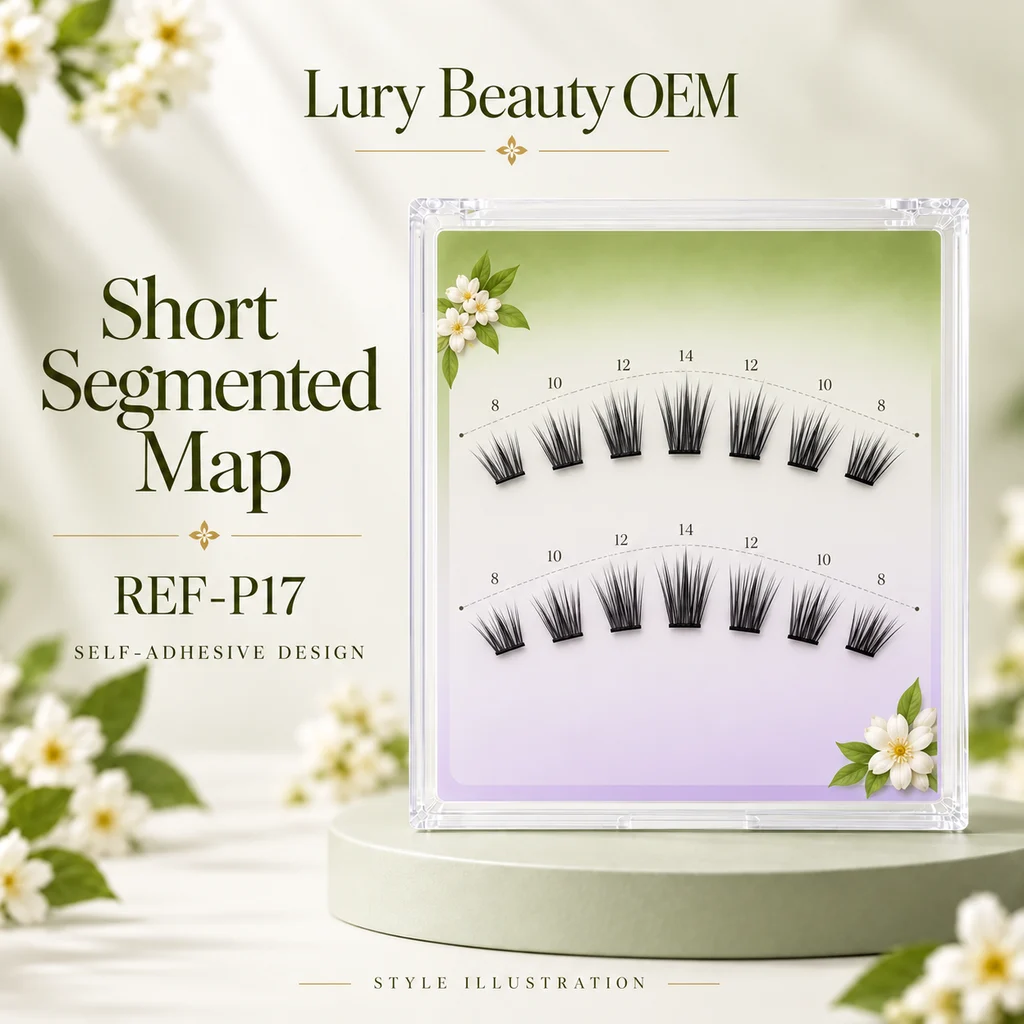 Lury Beauty OEM
Short
Segmented
Map
REF-P17
SELF-ADHESIVE DESIGN
8 10 12 14 12 10 8
8 10 12 14 12 10 8
STYLE ILLUSTRATION